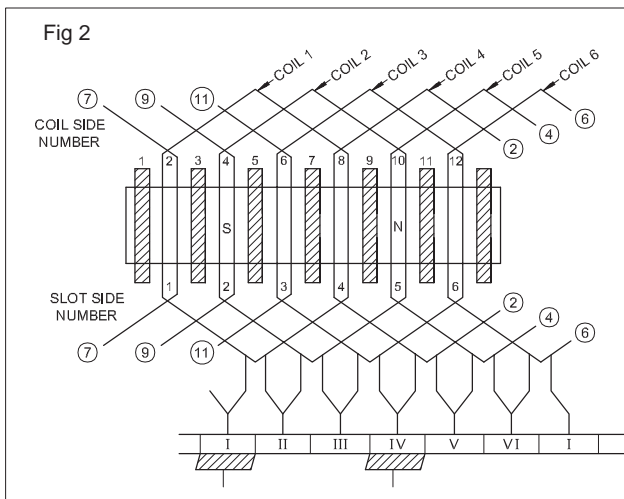 Fig 2
COIL 1
COIL 2
COIL 3
COIL 4
COIL 5
COIL 6
7
9
11
6
4
2
COIL SIDE
NUMBER
1 2 3 4 5 6 7 8 9 10 11 12
S
N
SLOT SIDE
NUMBER
1 2 3 4 5 6
7
9
11
2
4
6
I II III IV V VI I